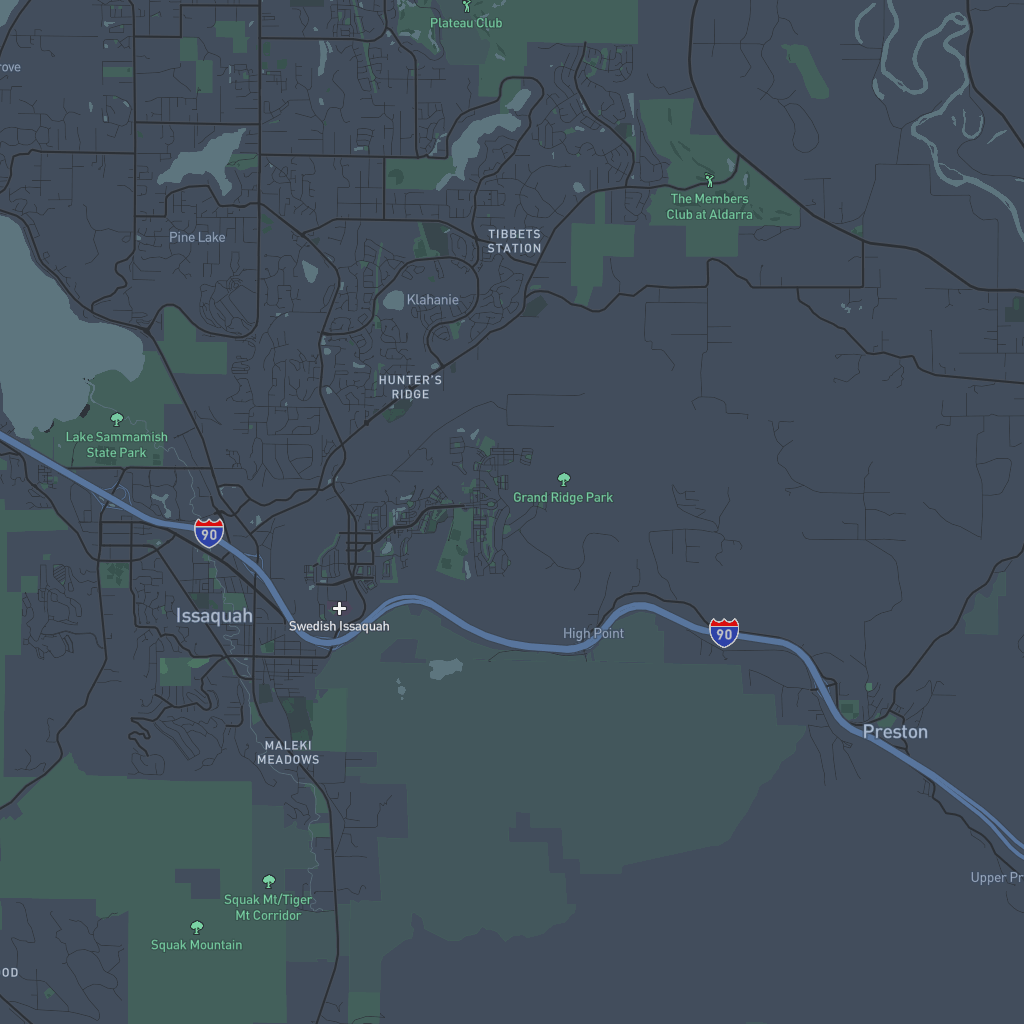 Plateau Club
rove
The Members
Club at Aldarra
TIBBETS
STATION
Pine Lake
Klahanie
HUNTER'S
RIDGE
Lake Sammamish
State Park
Grand Ridge Park
90
Issaquah
Swedish Issaquah
High Point
90
Preston
MALEKI
MEADOWS
Upper Pr
Squak Mt/Tiger
Mt Corridor
Squak Mountain
OD